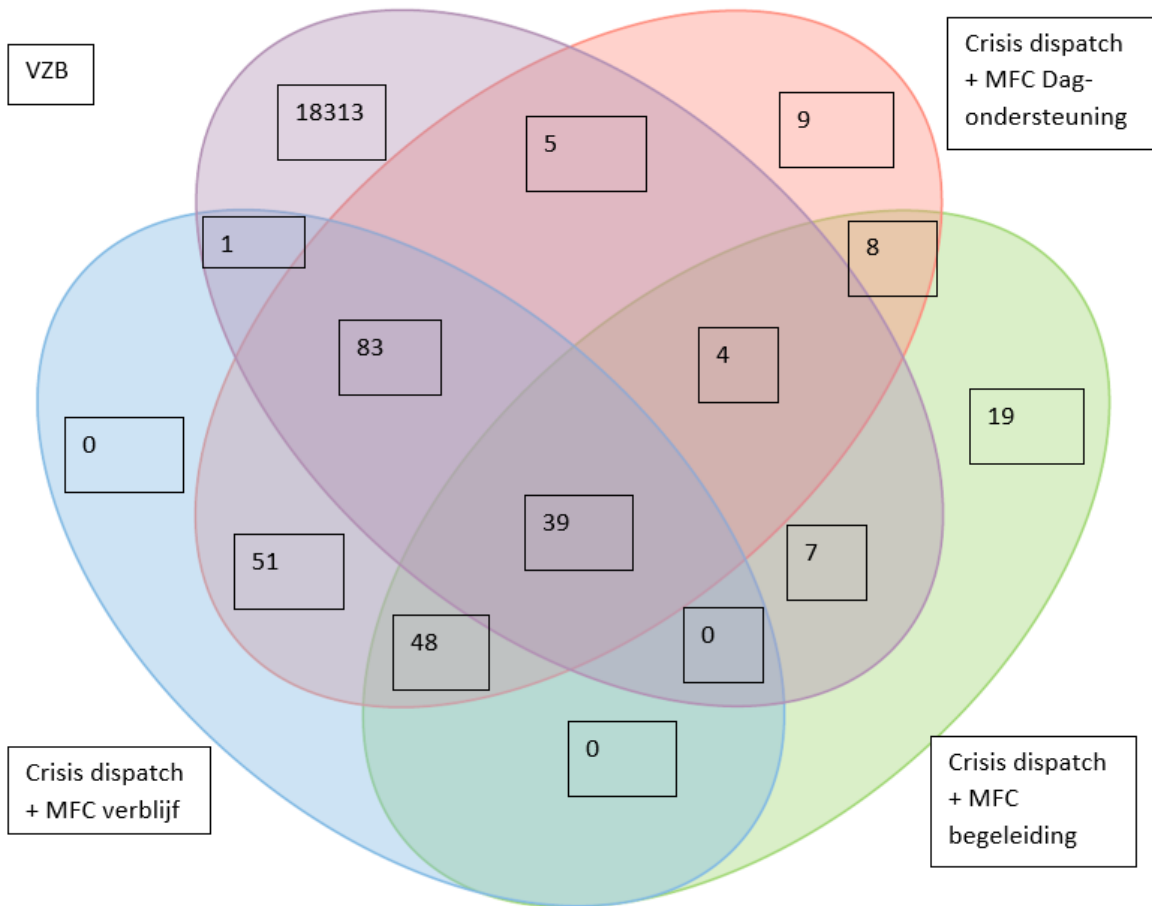 VZB
18313
5
9
Crisis dispatch
+ MFC Dag-
ondersteuning
1
8
83
4
0
19
39
51
7
48
0
0
Crisis dispatch
+ MFC verblijf
Crisis dispatch
+ MFC
begeleiding